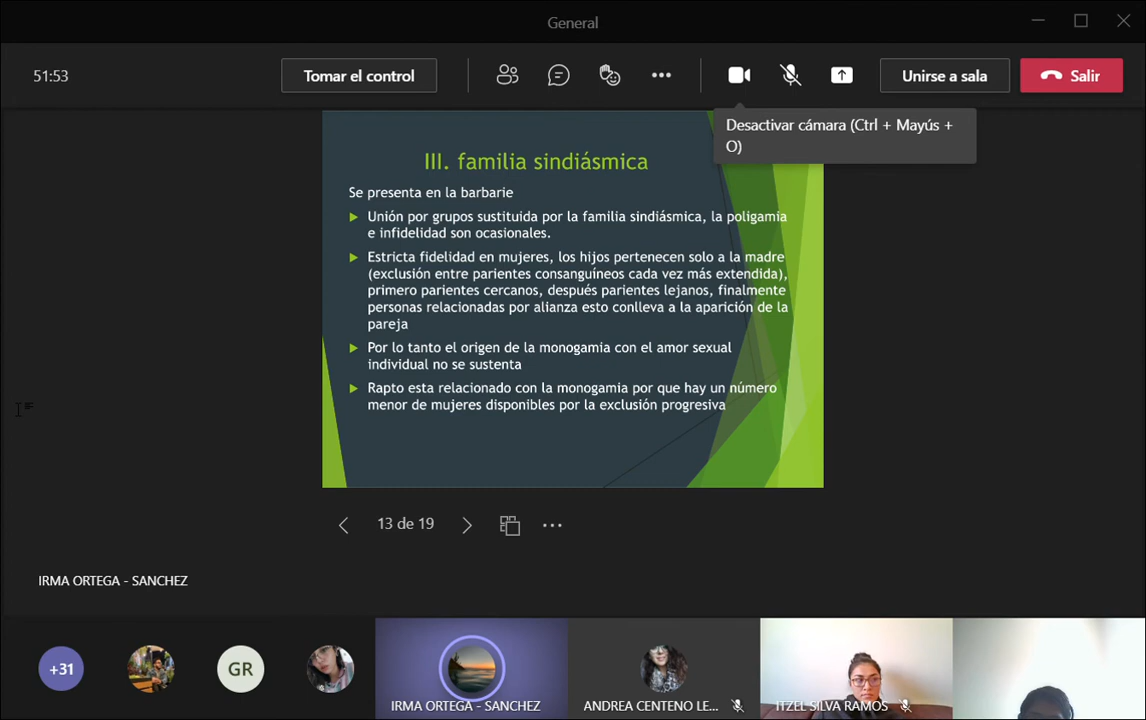 General
51:53
Tomar el control
Unirse a sala
Salir
Desactivar cámara (Ctrl + Mayús +
O)
III. familia sindiásmica
Se presenta en la barbarie
Unión por grupos sustituida por la familia sindiásmica, la poligamia
e infidelidad son ocasionales.
Estricta fidelidad en mujeres, los hijos pertenecen solo a la madre
(exclusión entre parientes consanguíneos cada vez más extendida),
primero parientes cercanos, después parientes lejanos, finalmente
personas relacionadas por alianza esto conlleva a la aparición de la
pareja
Por lo tanto el origen de la monogamia con el amor sexual
individual no se sustenta
Rapto esta relacionado con la monogamia por que hay un número
menor de mujeres disponibles por la exclusión progresiva
13 de 19
IRMA ORTEGA - SANCHEZ
+31
GR
IRMA ORTEGA - SANCHEZ
ANDREA CENTENO LE...
ITZEL SILVA RAMOS